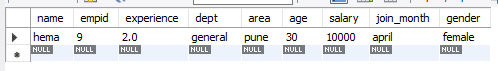 name empid experience dept area age salary join_month gender
hema 9 2.0 general pune 30 10000 april female
NULL NULL NULL NULL NULL NULL NULL NULL NULL